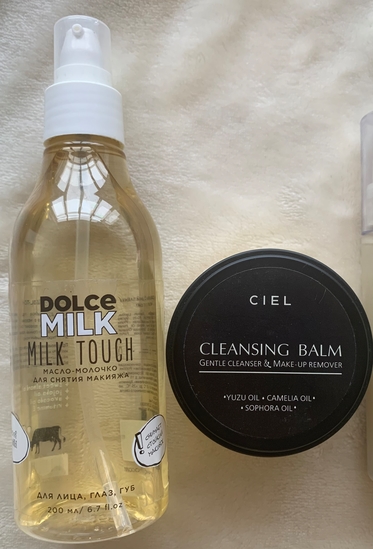 DOLCE
MILK
MILK TOUCH
МАСЛО-МОЛОЧКО
ДЛЯ СНЯТИЯ МАКИЯЖА
ДЛЯ ЛИЦА, ГЛАЗ, ГУБ
200 МЛ/ 6.7 fl.oz
CIEL
CLEANSING BALM
GENTLE CLEANSER & MAKE-UP REMOVER
•YUZU OIL • CAMELIA OIL •
• SOPHORA OIL •